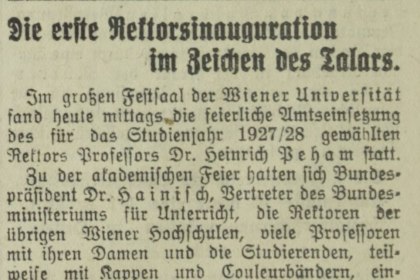 Die erste Rektorsinauguration
im Zeichen des Talars.
Im großen Festsaal der Wiener Universität
fand heute mittags die feierliche Amtseinsetzung
des für das Studienjahr 1927/28 gewählten
Rektors Professors Dr. Heinrich Peham statt.
Zu der akademischen Feier hatten sich Bundes-
präsident Dr. Hainisch, Vertreter des Bundes-
ministeriums für Unterricht, die Rektoren der
übrigen Wiener Hochschulen, viele Professoren
mit ihren Damen und die Studierenden, teil-
weise mit Kappen und Couleurbändern, ein-